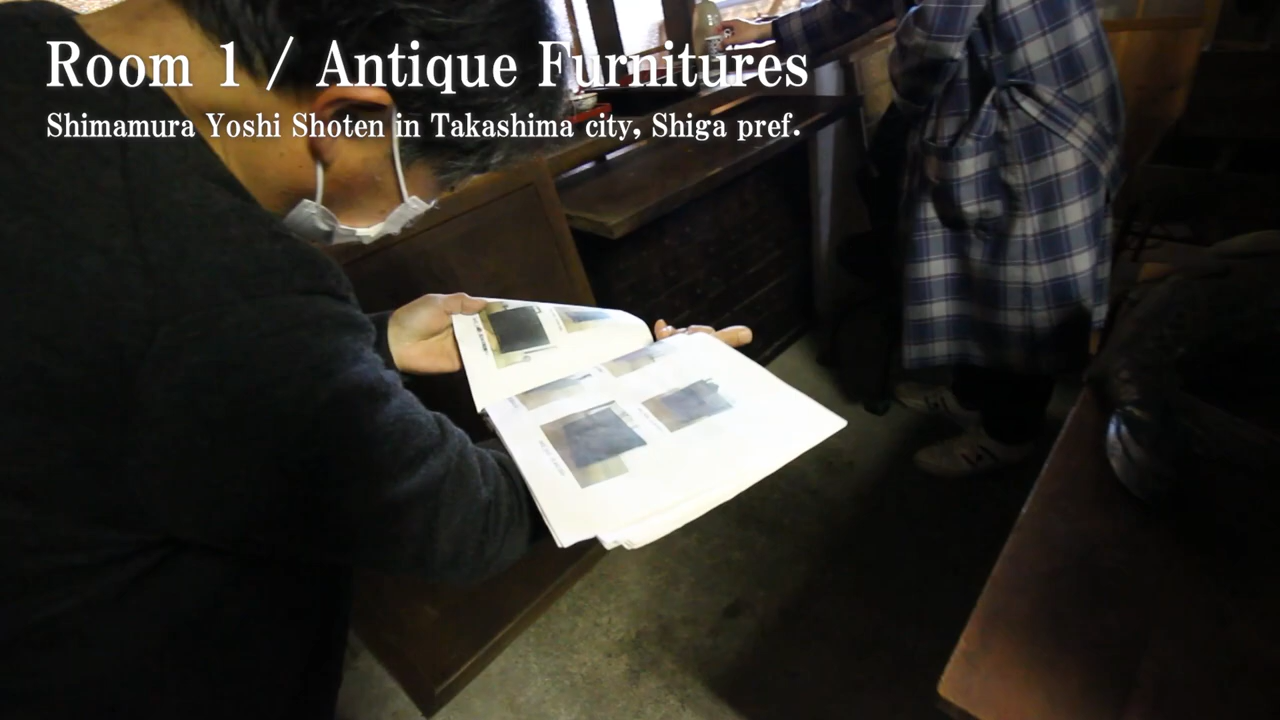 Room 1 / Antique Furnitures
Shimamura Yoshi Shoten in Takashima city, Shiga pref.